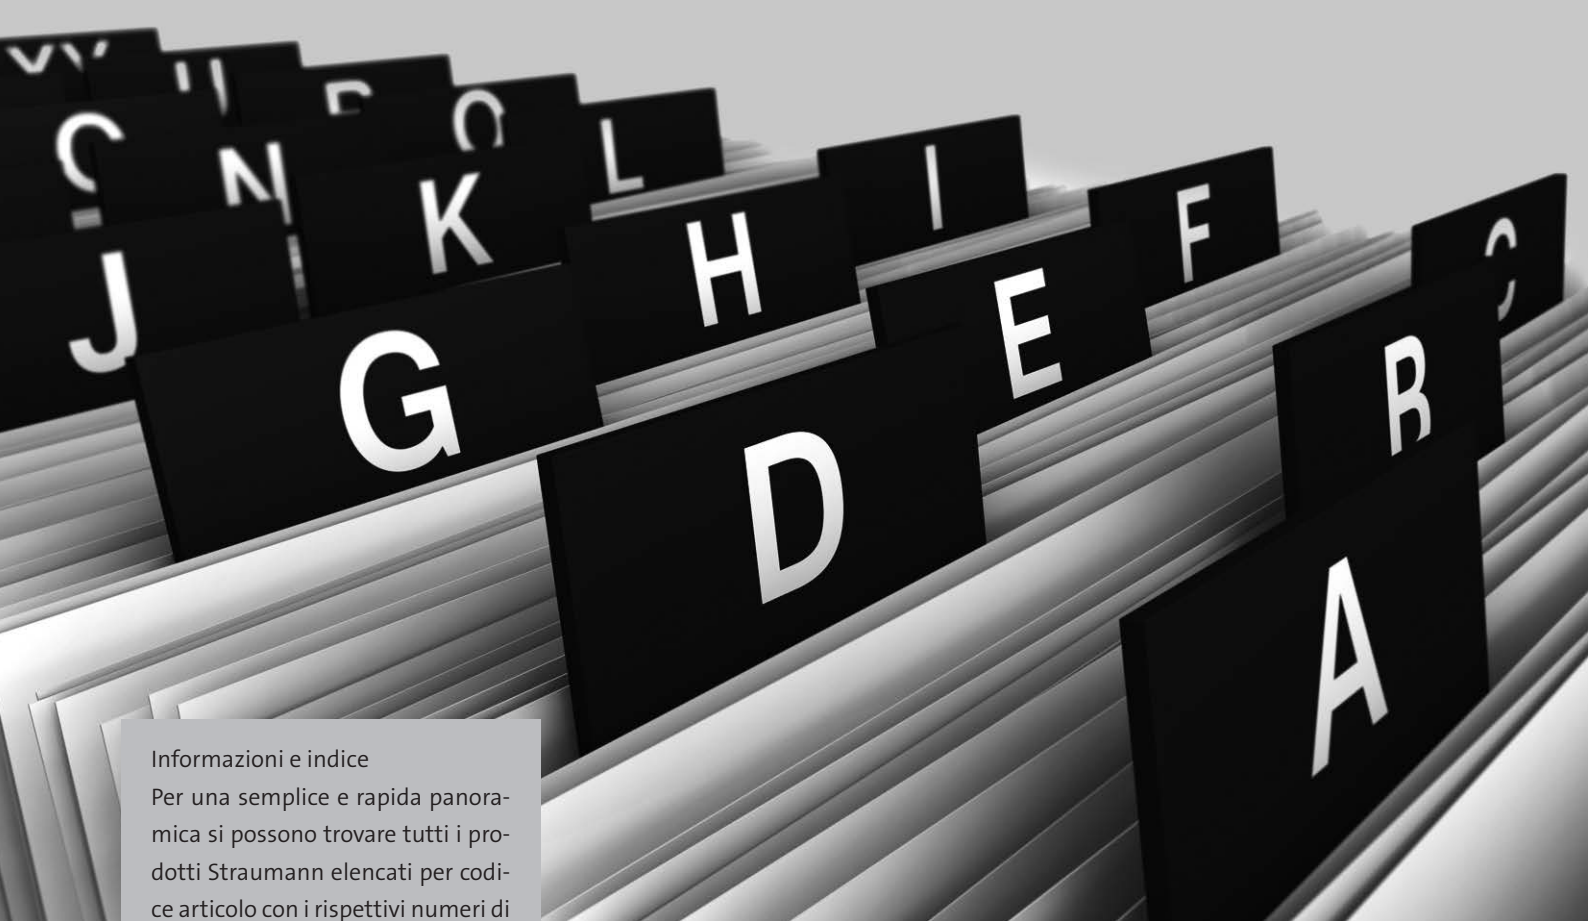 L
I
F
C
N
K
H
E
B
J
G
D
A
Informazioni e indice
Per una semplice e rapida panora-
mica si possono trovare tutti i pro-
dotti Straumann elencati per codi-
ce articolo con i rispettivi numeri di